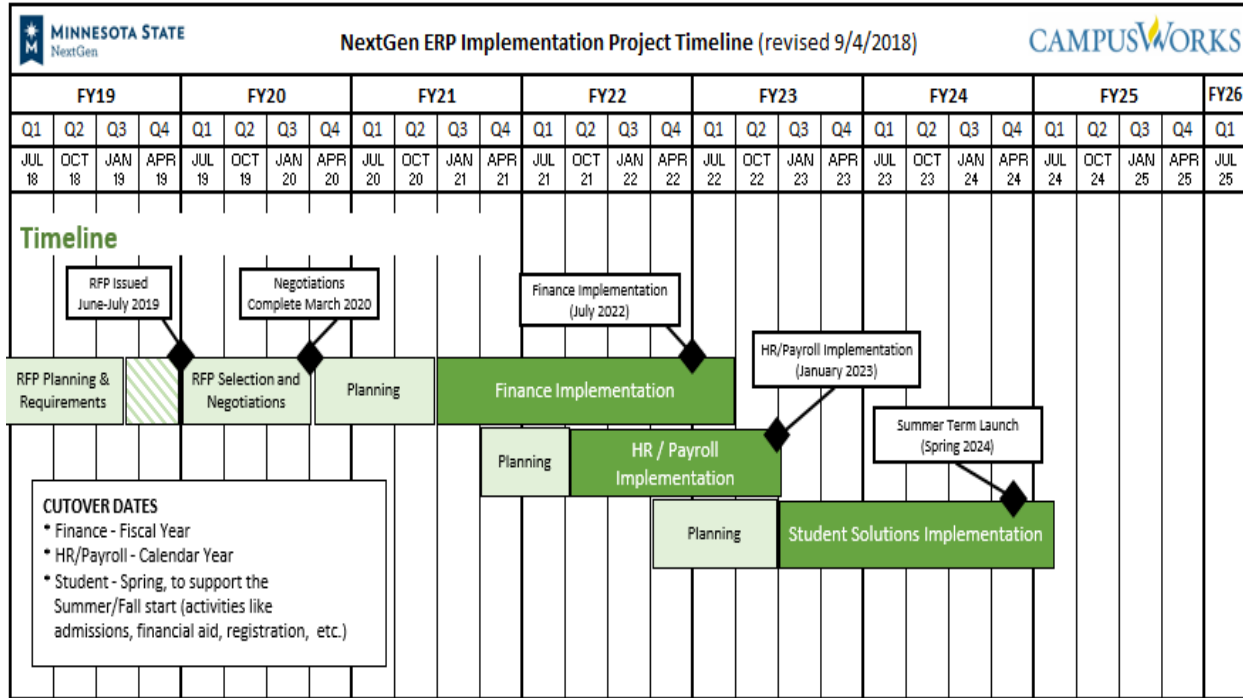 MINNESOTA STATE
NextGen
NextGen ERP Implementation Project Timeline (revised 9/4/2018)
CAMPUSWORKS
FY19 FY20 FY21 FY22 FY23 FY24 FY25 FY26
Q1 Q2 Q3 Q4 Q1 Q2 Q3 Q4 Q1 Q2 Q3 Q4 Q1 Q2 Q3 Q4 Q1 Q2 Q3 Q4 Q1 Q2 Q3 Q4 Q1 Q2 Q3 Q4 Q1
JUL OCT JAN APR JUL OCT JAN APR JUL OCT JAN APR JUL OCT JAN APR JUL OCT JAN APR JUL OCT JAN APR JUL OCT JAN APR JUL
18 18 19 19 19 19 20 20 20 20 21 21 21 21 22 22 22 22 23 23 23 23 24 24 24 24 25 25 25
Timeline
RFP Issued
June-July 2019
Negotiations
Complete March 2020
Finance Implementation
(July 2022)
HR/Payroll Implementation
(January 2023)
Summer Term Launch
(Spring 2024)
RFP Planning &
Requirements
RFP Selection and
Negotiations
Planning
Finance Implementation
Planning
HR / Payroll
Implementation
Planning
Student Solutions Implementation
CUTOVER DATES
* Finance - Fiscal Year
* HR/Payroll - Calendar Year
* Student - Spring, to support the
Summer/Fall start (activities like
admissions, financial aid, registration, etc.)